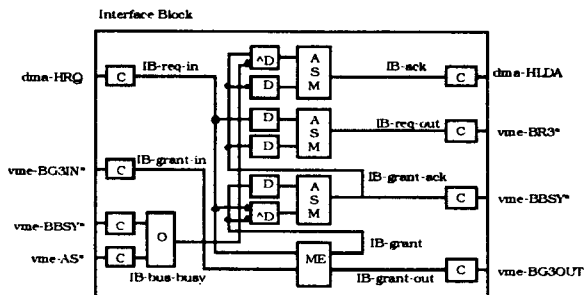 Interface Block
dma-HRQ C IB-req-in ^D D A S M IB-ack C dma-HLDA
D D A S M IB-req-out C vme-BR3*
vme-BG3IN* C IB-grant-in IB-grant-ack
D ^D A S M C vme-BBSY*
vme-BBSY* C O IB-grant
vme-AS* C ME
IB-bus-busy IB-grant-out C vme-BG3OUT